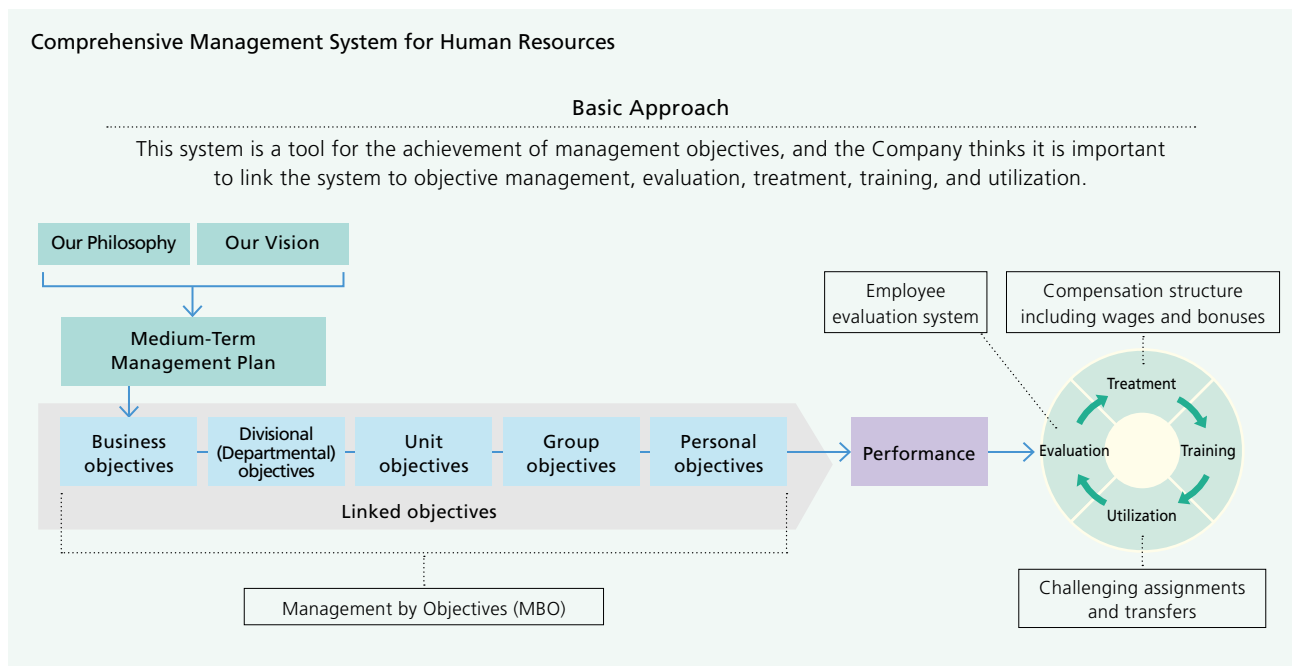 Comprehensive Management System for Human Resources
Basic Approach
This system is a tool for the achievement of management objectives, and the Company thinks it is important
to link the system to objective management, evaluation, treatment, training, and utilization.
Our Philosophy
Our Vision
Medium-Term
Management Plan
Business
objectives
Divisional
(Departmental)
objectives
Unit
objectives
Group
objectives
Personal
objectives
Linked objectives
Management by Objectives (MBO)
Performance
Employee
evaluation system
Compensation structure
including wages and bonuses
Treatment
Evaluation
Training
Utilization
Challenging assignments
and transfers